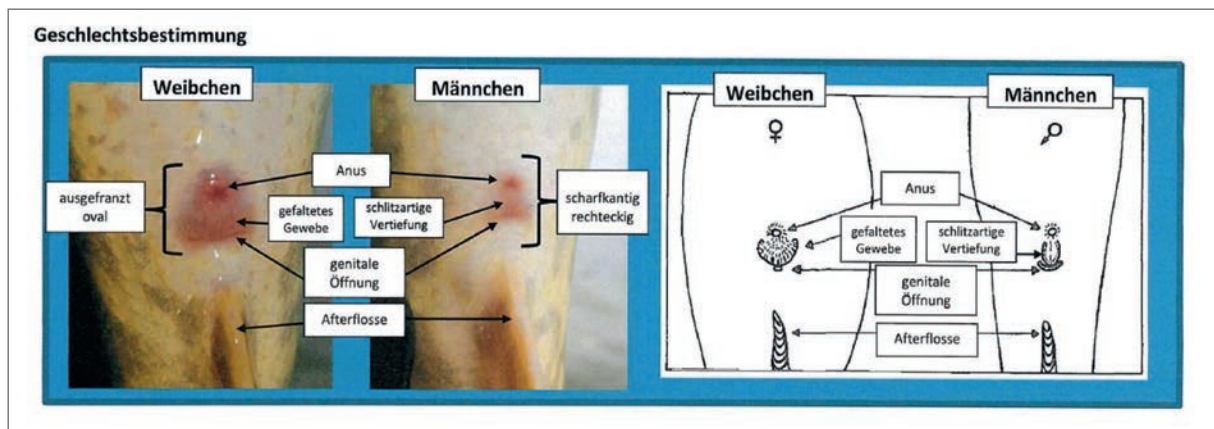 Geschlechtsbestimmung
Weibchen
Männchen
ausgefranzt
oval
Anus
gefaltetes
Gewebe
schlitzartige
Vertiefung
genitale
Öffnung
Afterflosse
scharfkantig
rechteckig
Weibchen
Männchen
♀
♂
Anus
gefaltetes
Gewebe
schlitzartige
Vertiefung
genitale
Öffnung
Afterflosse